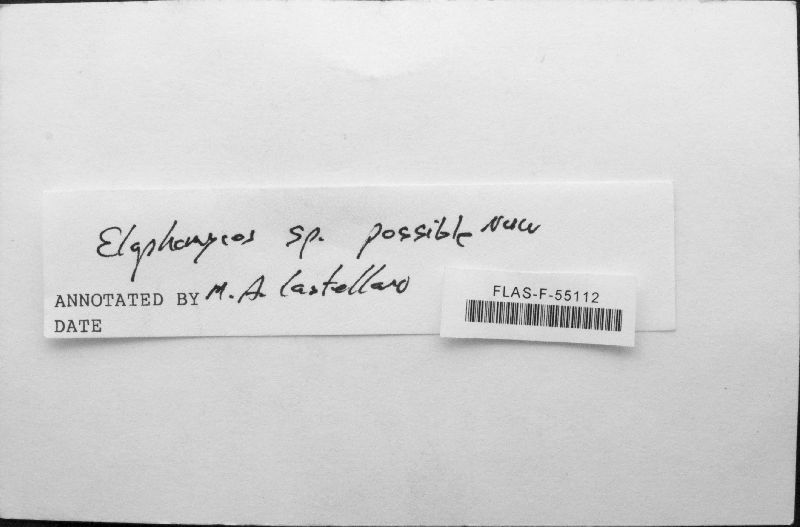 Elaphomyces sp. possible new
ANNOTATED BY M. A. Castellano
DATE
FLAS-F-55112